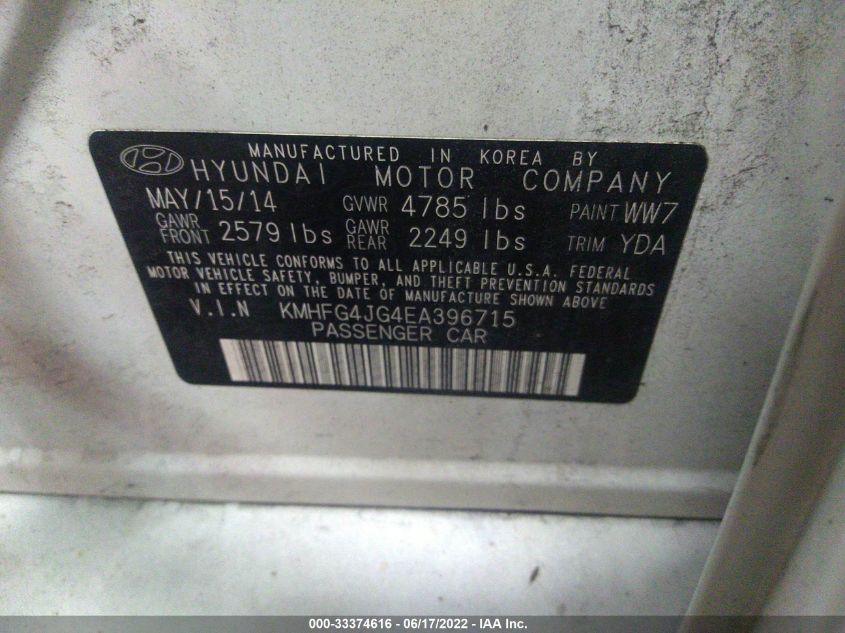 MANUFACTURED IN KOREA BY
HYUNDAI MOTOR COMPANY
MAY/15/14 GVWR 4785 lbs PAINT WW7
GAWR FRONT 2579 lbs GAWR REAR 2249 lbs TRIM YDA
THIS VEHICLE CONFORMS TO ALL APPLICABLE U.S.A. FEDERAL
MOTOR VEHICLE SAFETY, BUMPER, AND THEFT PREVENTION STANDARDS
IN EFFECT ON THE DATE OF MANUFACTURE SHOWN ABOVE
V.I.N KMHFG4JG4EA396715
PASSENGER CAR
000-33374616 - 06/17/2022 - IAA Inc.